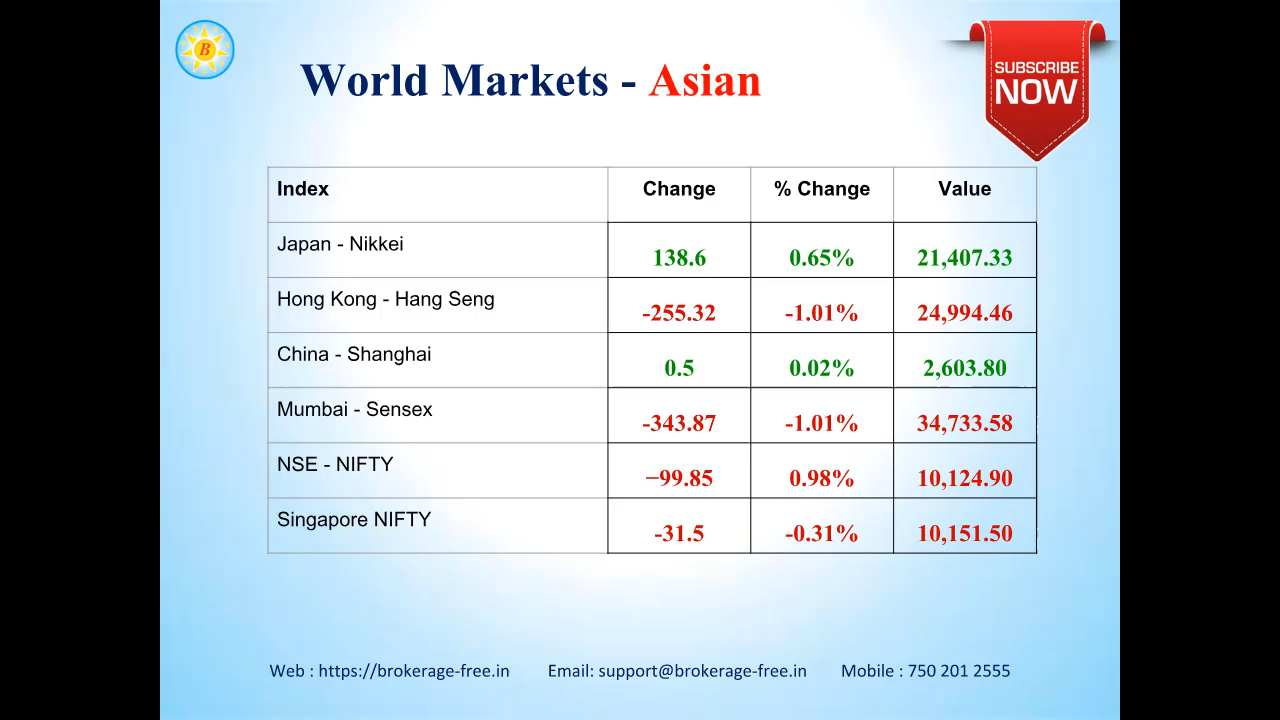 B
World Markets - Asian
SUBSCRIBE
NOW
Index Change % Change Value
Japan - Nikkei 138.6 0.65% 21,407.33
Hong Kong - Hang Seng -255.32 -1.01% 24,994.46
China - Shanghai 0.5 0.02% 2,603.80
Mumbai - Sensex -343.87 -1.01% 34,733.58
NSE - NIFTY −99.85 0.98% 10,124.90
Singapore NIFTY -31.5 -0.31% 10,151.50
Web : https://brokerage-free.in Email: support@brokerage-free.in Mobile : 750 201 2555